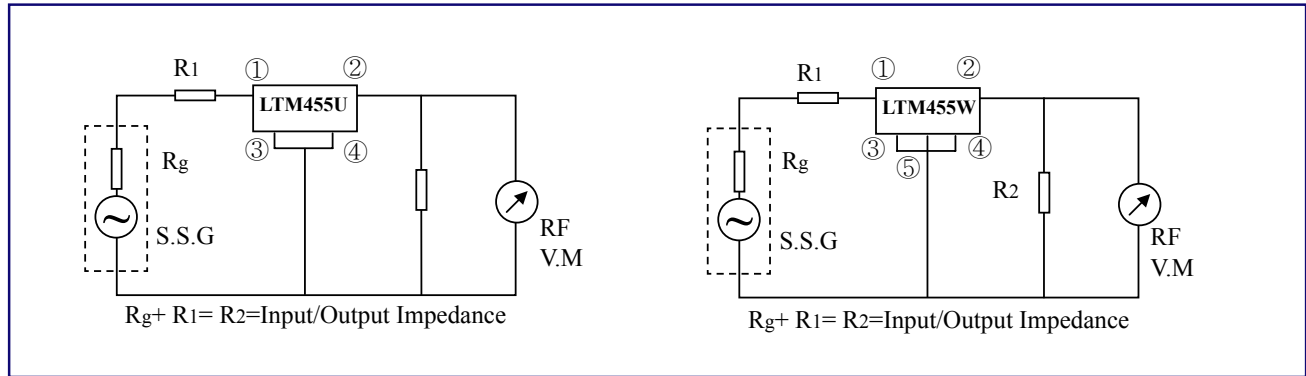 R1 ① ②
LTM455U
③ ④
Rg
S.S.G
RF
V.M
Rg+ R1= R2=Input/Output Impedance
R1 ① ②
LTM455W
③ ⑤ ④
Rg
R2
S.S.G
RF
V.M
Rg+ R1= R2=Input/Output Impedance